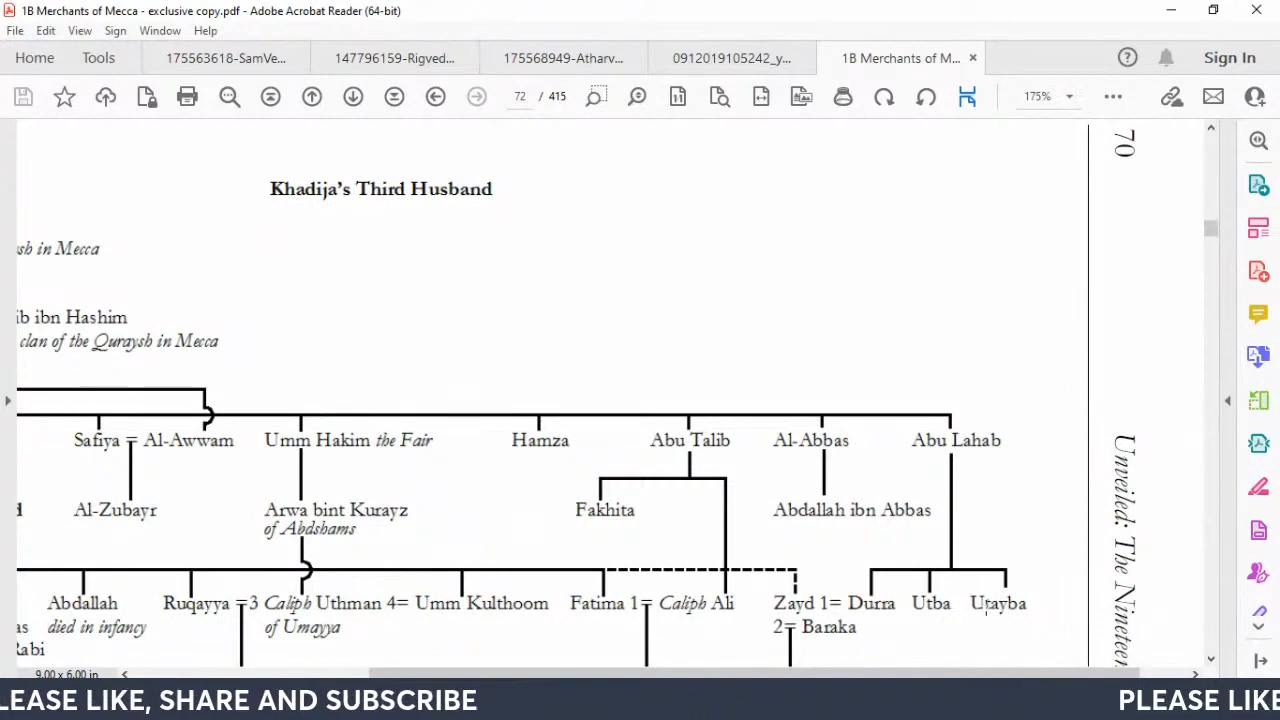 1B Merchants of Mecca - exclusive copy.pdf - Adobe Acrobat Reader (64-bit)
File Edit View Sign Window Help
Home Tools 175563618-SamVe... 147796159-Rigved... 175568949-Atharv... 0912019105242_y... 1B Merchants of M... × Sign In
72 / 415 175%
70
Khadija's Third Husband
sh in Mecca
ib ibn Hashim
clan of the Quraysh in Mecca
Safiya = Al-Awwam Umm Hakim the Fair Hamza Abu Talib Al-Abbas Abu Lahab
Al-Zubayr Arwa bint Kurayz Fakhita Abdallah ibn Abbas
of Abdshams
Abdallah Ruqayya =3 Caliph Uthman 4= Umm Kulthoom Fatima 1= Caliph Ali Zayd 1= Durra Utba Utayba
as died in infancy of Umayya 2= Baraka
Rabi
Unveiled: The Nineteen
9.00 x 6.00 in
LEASE LIKE, SHARE AND SUBSCRIBE PLEASE LIKE